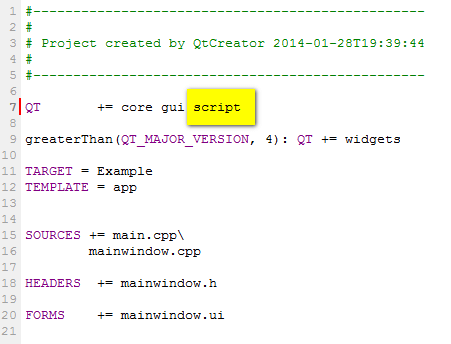 1 #-------------------------------------------------
2 #
3 # Project created by QtCreator 2014-01-28T19:39:44
4 #
5 #-------------------------------------------------
6
7 QT       += core gui script
8
9 greaterThan(QT_MAJOR_VERSION, 4): QT += widgets
10
11 TARGET = Example
12 TEMPLATE = app
13
14
15 SOURCES += main.cpp\
16         mainwindow.cpp
17
18 HEADERS  += mainwindow.h
19
20 FORMS    += mainwindow.ui
21